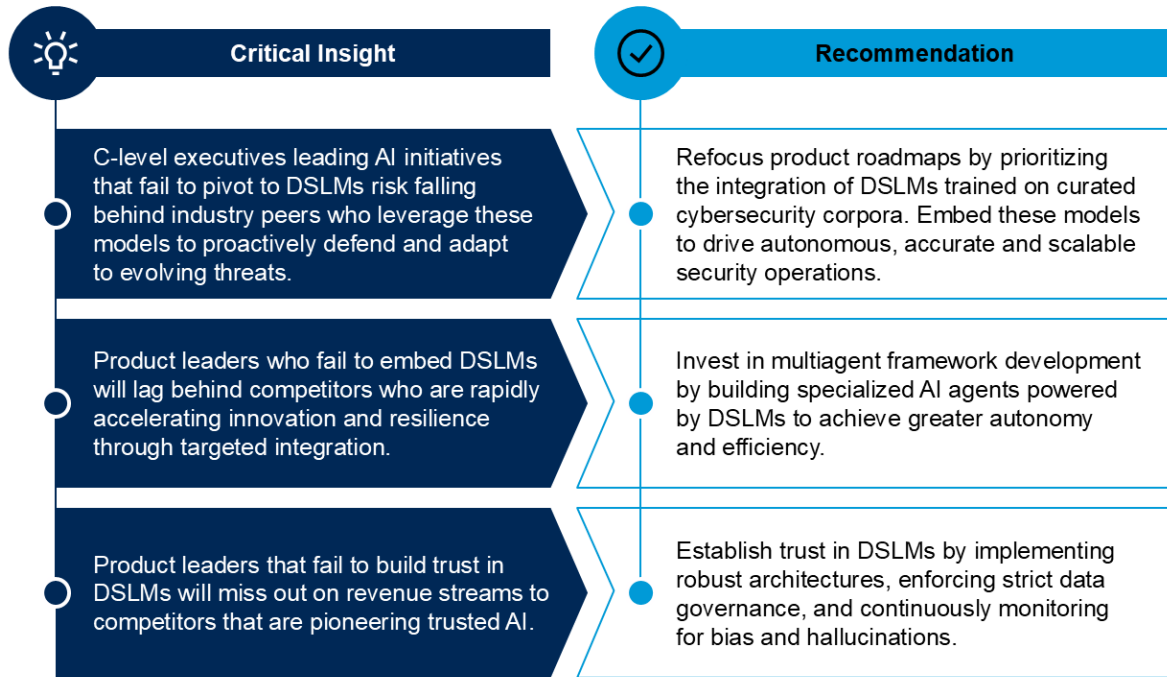 Critical Insight
Recommendation
C-level executives leading AI initiatives
that fail to pivot to DSLMs risk falling
behind industry peers who leverage these
models to proactively defend and adapt
to evolving threats.
Refocus product roadmaps by prioritizing
the integration of DSLMs trained on curated
cybersecurity corpora. Embed these models
to drive autonomous, accurate and scalable
security operations.
Product leaders who fail to embed DSLMs
will lag behind competitors who are rapidly
accelerating innovation and resilience
through targeted integration.
Invest in multiagent framework development
by building specialized AI agents powered
by DSLMs to achieve greater autonomy
and efficiency.
Product leaders that fail to build trust in
DSLMs will miss out on revenue streams to
competitors that are pioneering trusted AI.
Establish trust in DSLMs by implementing
robust architectures, enforcing strict data
governance, and continuously monitoring
for bias and hallucinations.